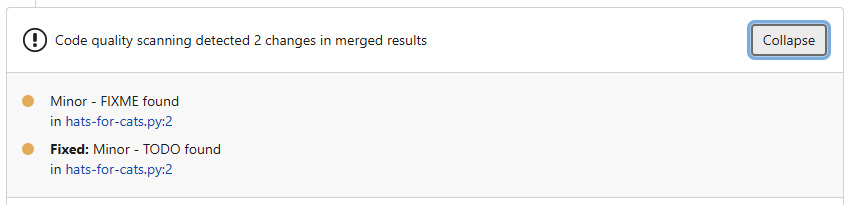 Code quality scanning detected 2 changes in merged results
Collapse
Minor - FIXME found
in hats-for-cats.py:2
Fixed: Minor - TODO found
in hats-for-cats.py:2